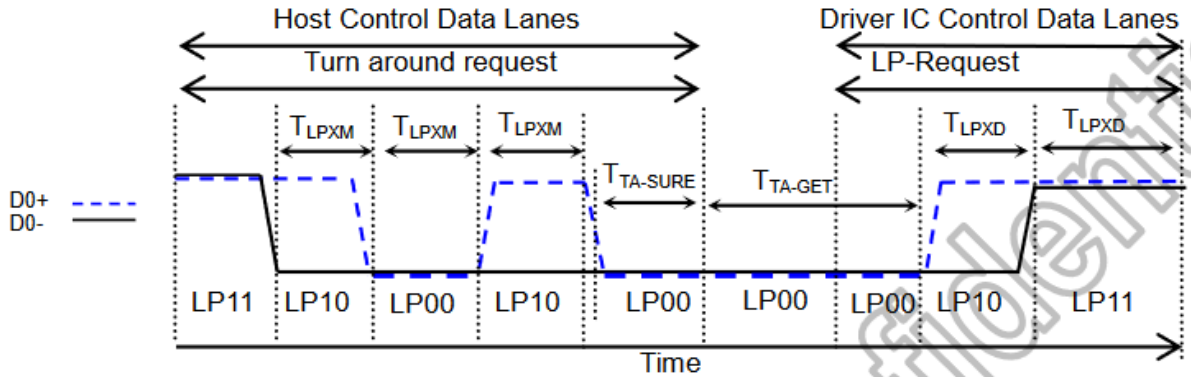 Host Control Data Lanes Driver IC Control Data Lanes
Turn around request LP-Request
TLPXM TLPXM TLPXM TLPXD TLPXD
TTA-SURE TTA-GET
D0+
D0-
LP11 LP10 LP00 LP10 LP00 LP00 LP00 LP10 LP11
Time